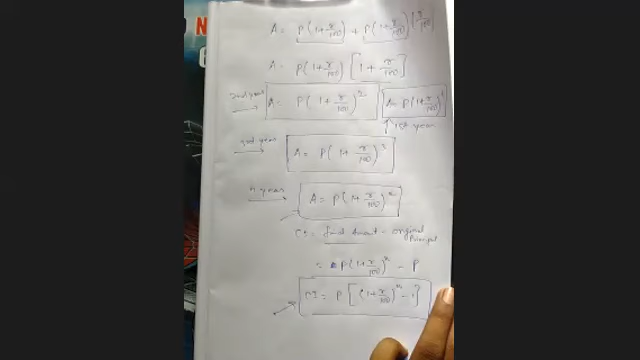 A = P(1+r/100) + P(1+r/100)(r/100)
A = P(1+r/100) [1 + r/100]
2nd year A = P(1+r/100)^2 A = P(1+r/100)^1
1st year
3rd year A = P(1+r/100)^3
n year A = P(1+r/100)^n
CI = final Amount - original Principal
= P(1+r/100)^n - P
CI = P[(1+r/100)^n - 1]